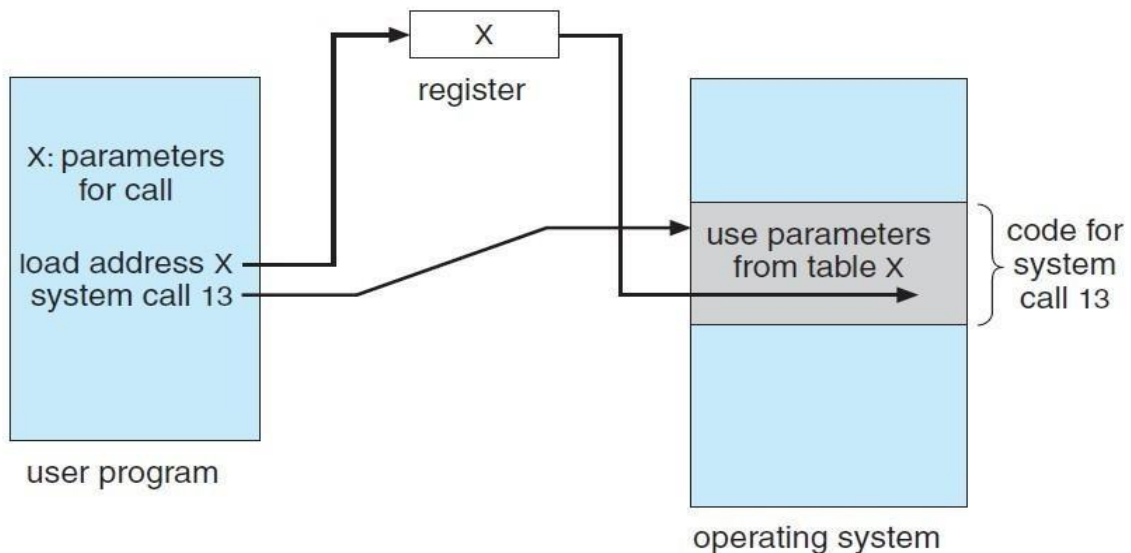 X
register
X: parameters
for call
load address X
system call 13
user program
use parameters
from table X
code for
system
call 13
operating system